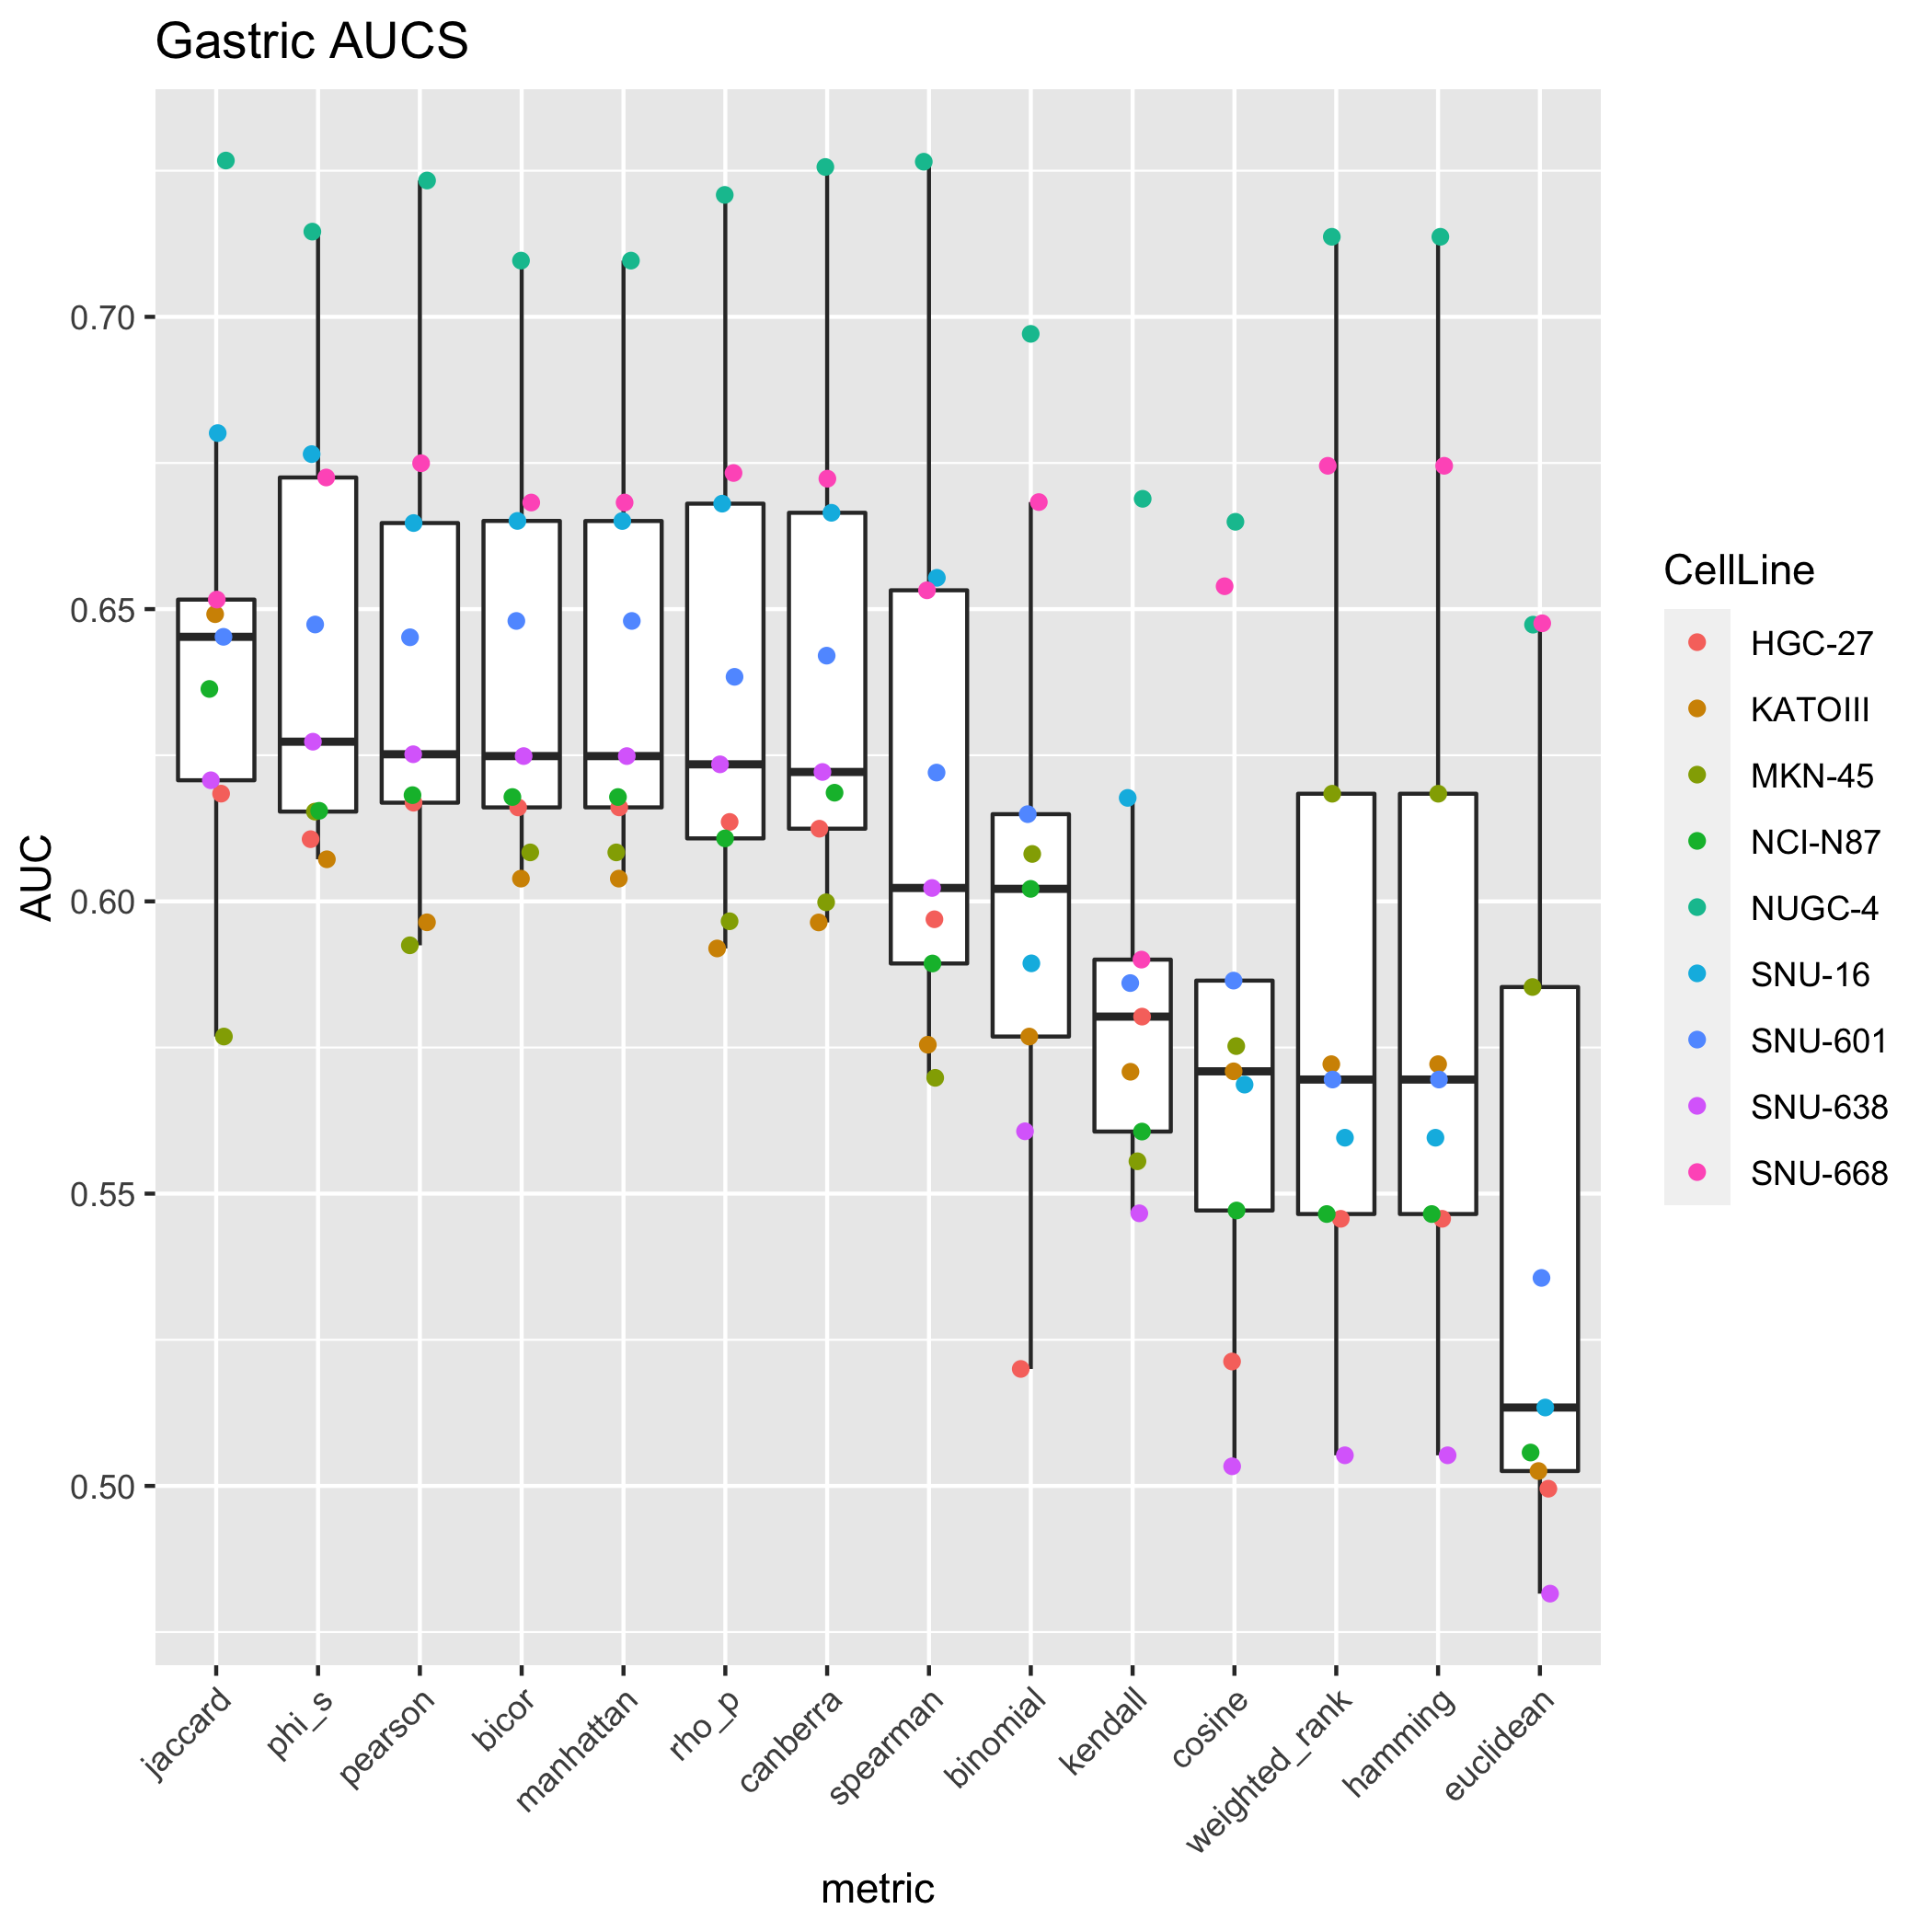 Gastric AUCS
AUC
0.70
0.65
0.60
0.55
0.50
jaccard
phi_s
pearson
bicor
manhattan
rho_p
canberra
spearman
binomial
kendall
cosine
weighted_rank
hamming
euclidean
metric
CellLine
HGC-27
KATOIII
MKN-45
NCI-N87
NUGC-4
SNU-16
SNU-601
SNU-638
SNU-668